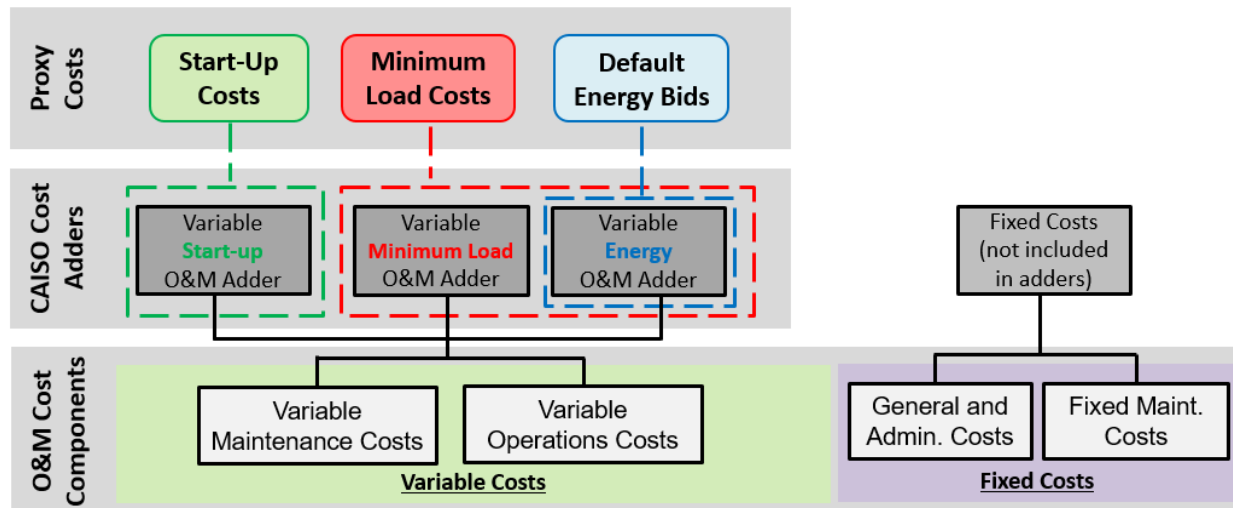 Proxy
Costs
Start-Up
Costs
Minimum
Load Costs
Default
Energy Bids
CAISO Cost
Adders
Variable
Start-up
O&M Adder
Variable
Minimum Load
O&M Adder
Variable
Energy
O&M Adder
Fixed Costs
(not included
in adders)
O&M Cost
Components
Variable
Maintenance Costs
Variable
Operations Costs
General and
Admin. Costs
Fixed Maint.
Costs
Variable Costs
Fixed Costs